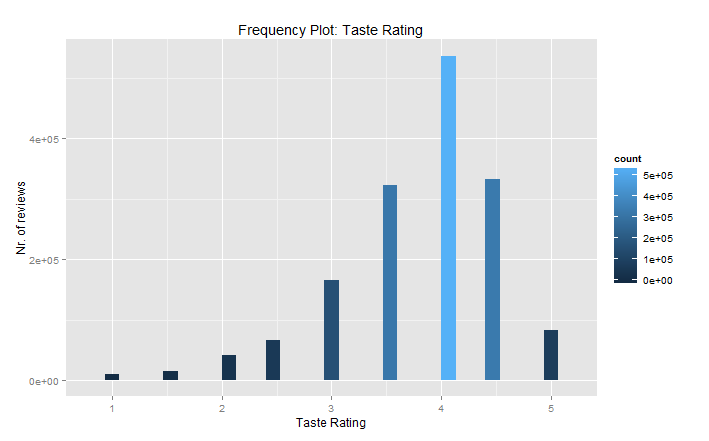 Frequency Plot: Taste Rating
Nr. of reviews
4e+05
2e+05
0e+00
1 2 3 4 5
Taste Rating
count
5e+05
4e+05
3e+05
2e+05
1e+05
0e+00